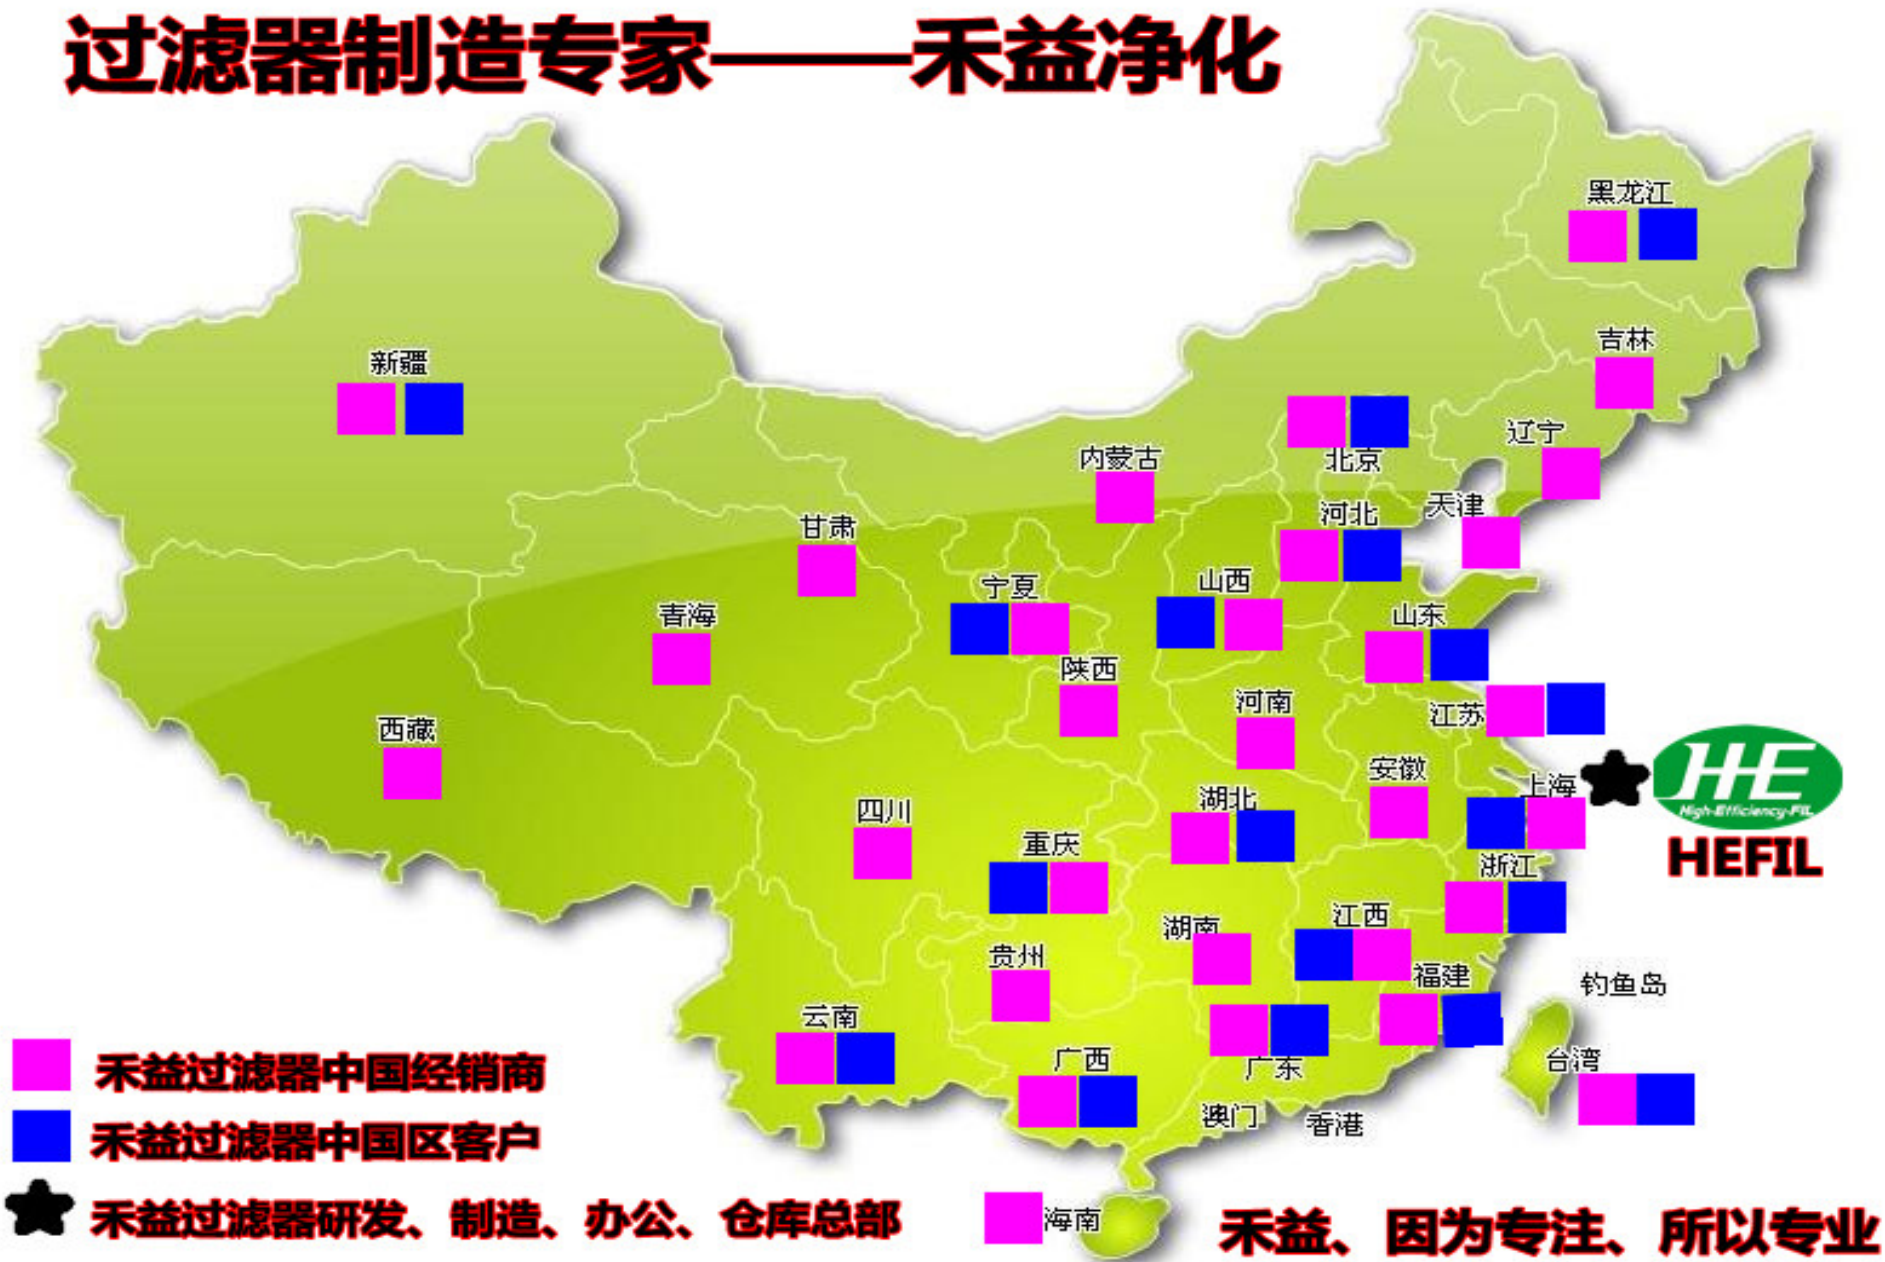 过滤器制造专家——禾益净化
黑龙江
吉林
新疆
辽宁
内蒙古
北京
天津
河北
甘肃
宁夏
山西
青海
山东
陕西
河南
江苏
西藏
安徽
上海
HE
High-Efficiency-FIL
HEFIL
湖北
四川
重庆
浙江
江西
湖南
贵州
福建
钓鱼岛
云南
广西
广东
台湾
澳门
香港
禾益过滤器中国经销商
禾益过滤器中国区客户
禾益过滤器研发、制造、办公、仓库总部
海南
禾益、因为专注、所以专业